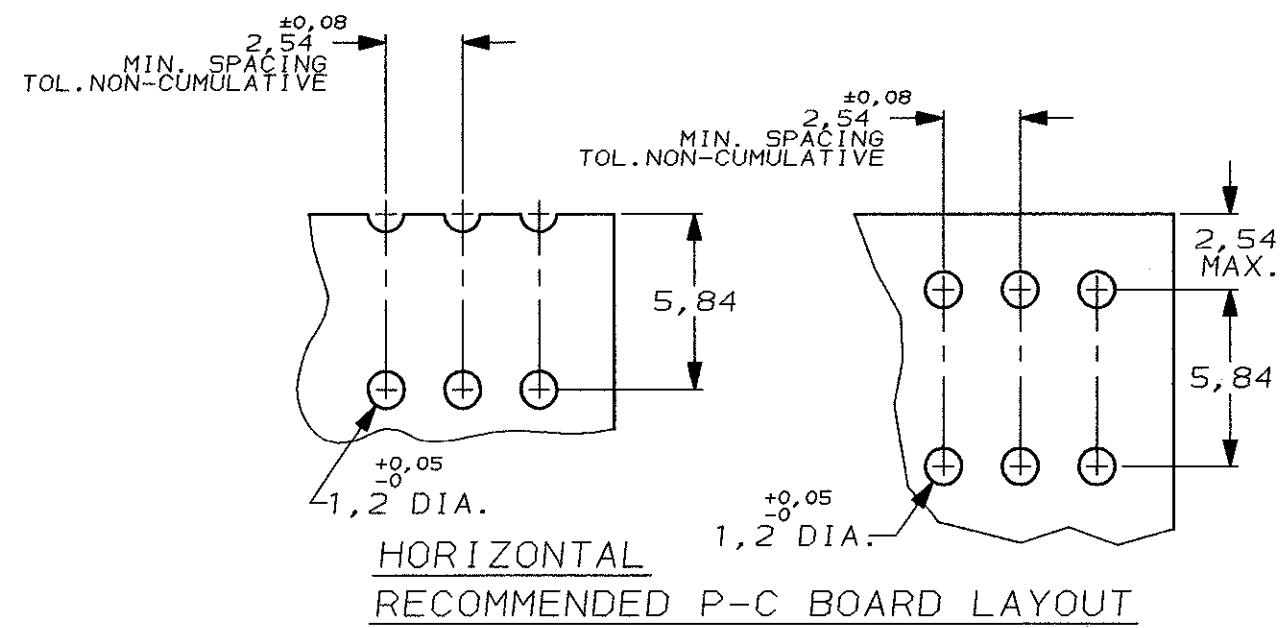 ±0,08
2,54
MIN. SPACING
TOL.NON-CUMULATIVE
±0,08
2,54
MIN. SPACING
TOL.NON-CUMULATIVE
2,54
MAX.
5,84
5,84
+0,05
-0
1,2 DIA.
+0,05
-0
1,2 DIA.
HORIZONTAL
RECOMMENDED P-C BOARD LAYOUT